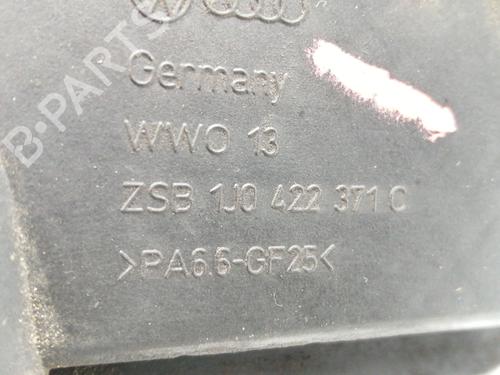 Germany
WWO 13
ZSB 1J0 422 371 C
>PA6.6-GF25<
B-PARTS